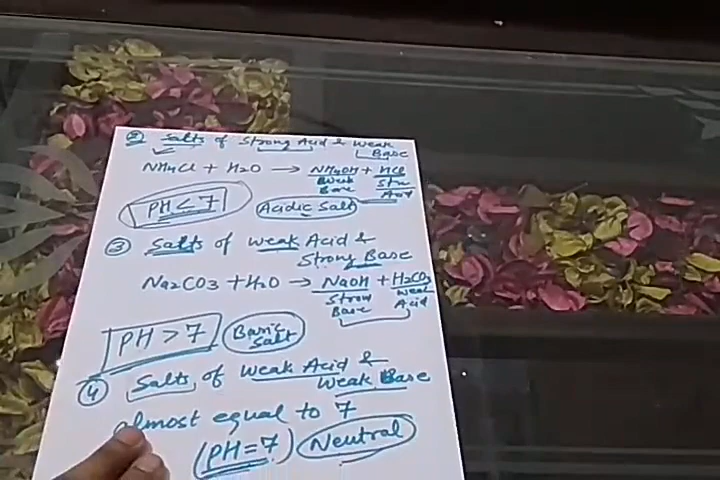 ② Salts of Strong Acid & Weak
Base
NH4Cl + H2O → NH4OH + HCl
Weak Base
Stro Acid
PH < 7 Acidic Salt
③ Salts of weak Acid &
Strong Base
Na2CO3 + H2O → NaOH + H2CO3
Strong Base
weak Acid
PH > 7 Basic Salt
④ Salts of weak Acid &
Weak Base
almost equal to 7
(PH=7) Neutral